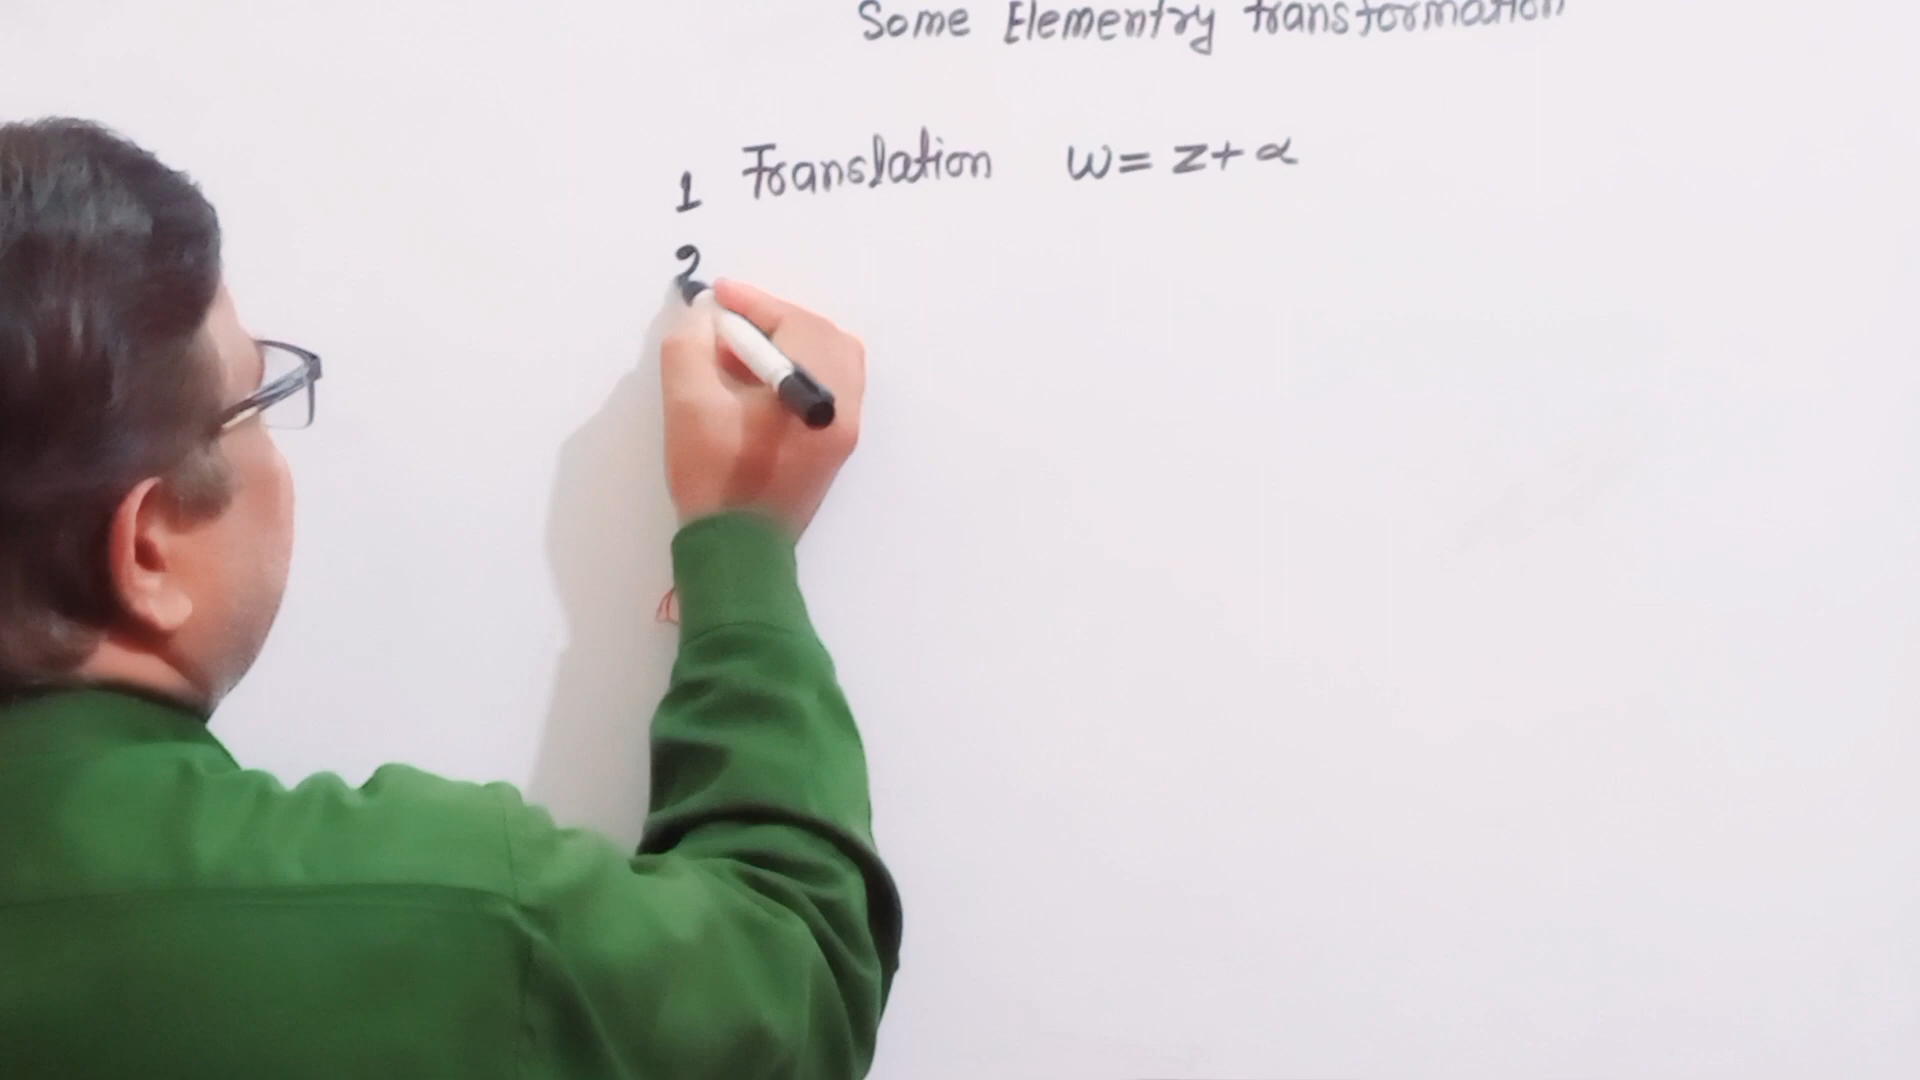 Some Elementry transformation
1 Translation w = z + α
2